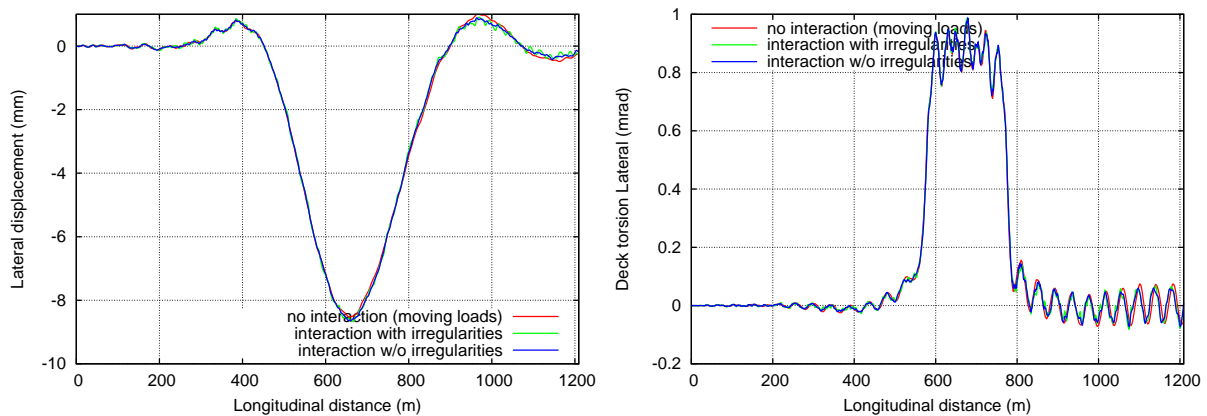 0
-2
-4
-6
-8
-10
0 200 400 600 800 1000 1200
Lateral displacement (mm)
Longitudinal distance (m)
no interaction (moving loads)
interaction with irregularities
interaction w/o irregularities
1
0.8
0.6
0.4
0.2
0
-0.2
0 200 400 600 800 1000 1200
Deck torsion Lateral (mrad)
Longitudinal distance (m)
no interaction (moving loads)
interaction with irregularities
interaction w/o irregularities